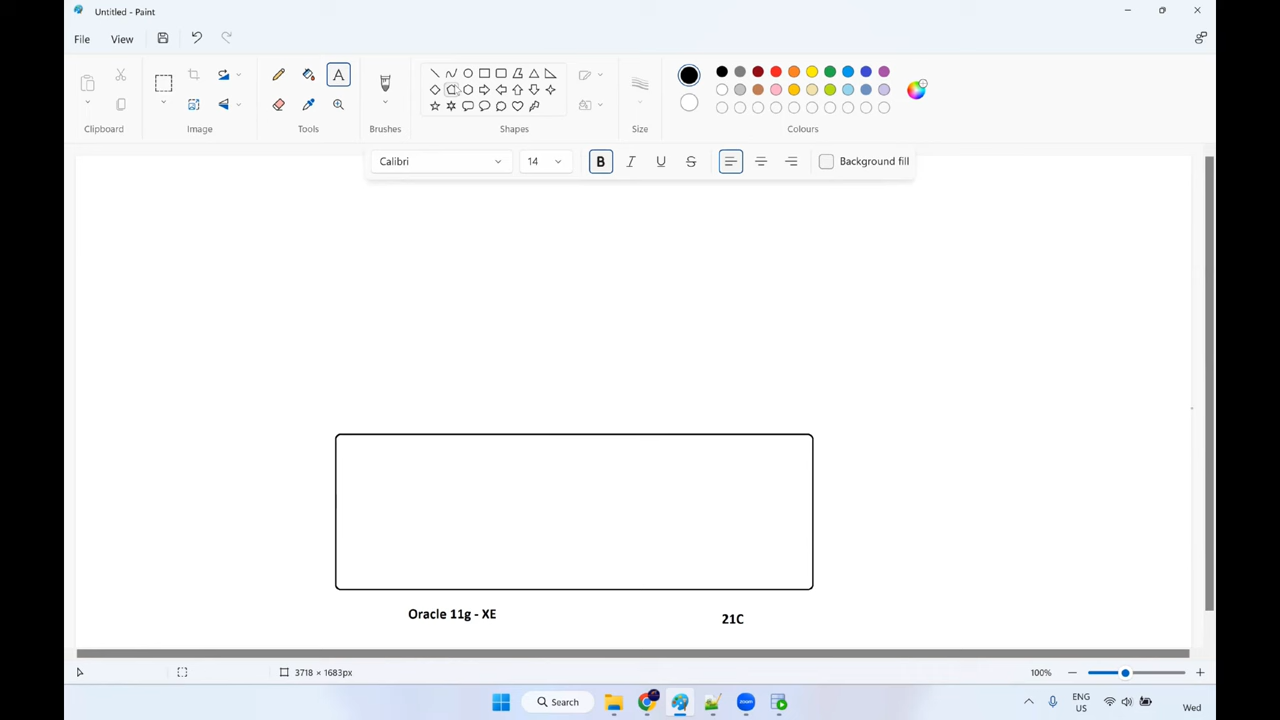 Untitled - Paint
File View
Clipboard Image Tools Brushes Shapes Size Colours
Calibri 14 B I U S Background fill
Oracle 11g - XE 21C
3718 × 1683px 100%
Search ENG
US Wed